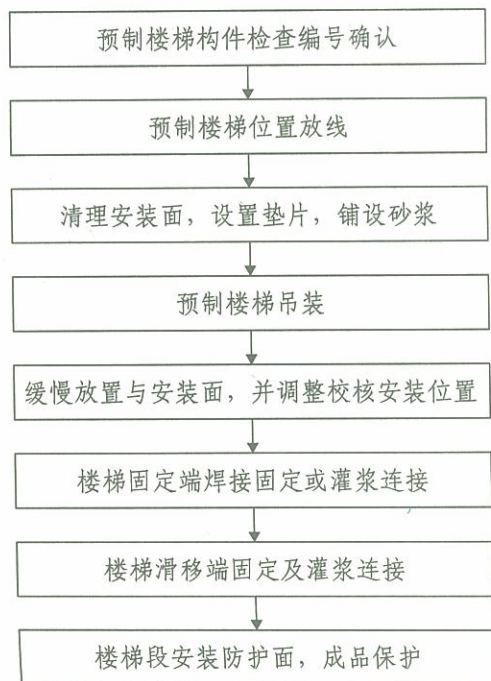 预制楼梯构件检查编号确认
预制楼梯位置放线
清理安装面，设置垫片，铺设砂浆
预制楼梯吊装
缓慢放置与安装面，并调整校核安装位置
楼梯固定端焊接固定或灌浆连接
楼梯滑移端固定及灌浆连接
楼梯段安装防护面，成品保护